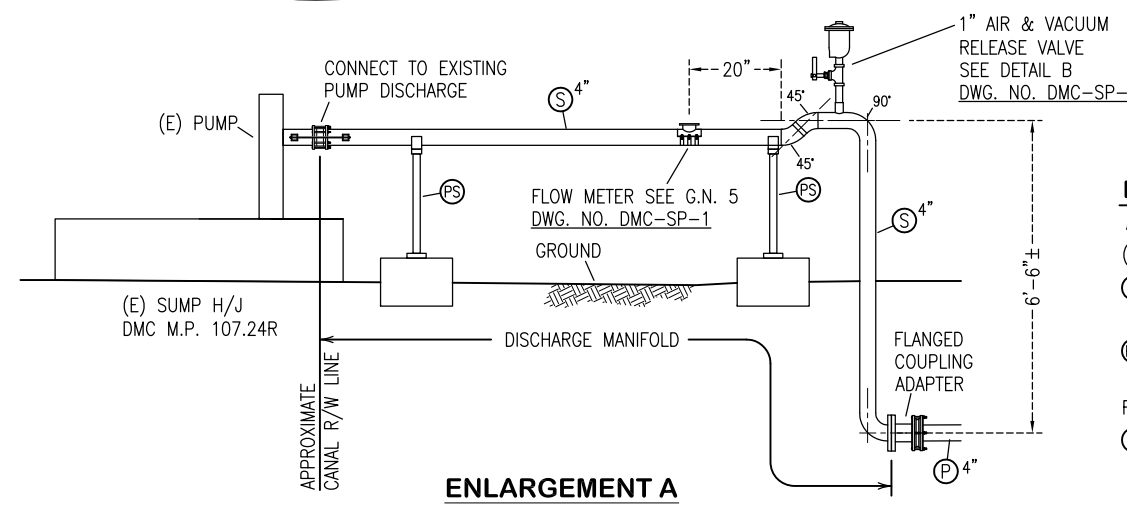 1" AIR & VACUUM
RELEASE VALVE
SEE DETAIL B
DWG. NO. DMC-SP-
CONNECT TO EXISTING
PUMP DISCHARGE
20"
S 4"
45°
90°
45°
(E) PUMP
PS
FLOW METER SEE G.N. 5
DWG. NO. DMC-SP-1
PS
S 4"
GROUND
6'-6"±
(E) SUMP H/J
DMC M.P. 107.24R
DISCHARGE MANIFOLD
FLANGED
COUPLING
ADAPTER
APPROXIMATE
CANAL R/W LINE
P 4"
ENLARGEMENT A